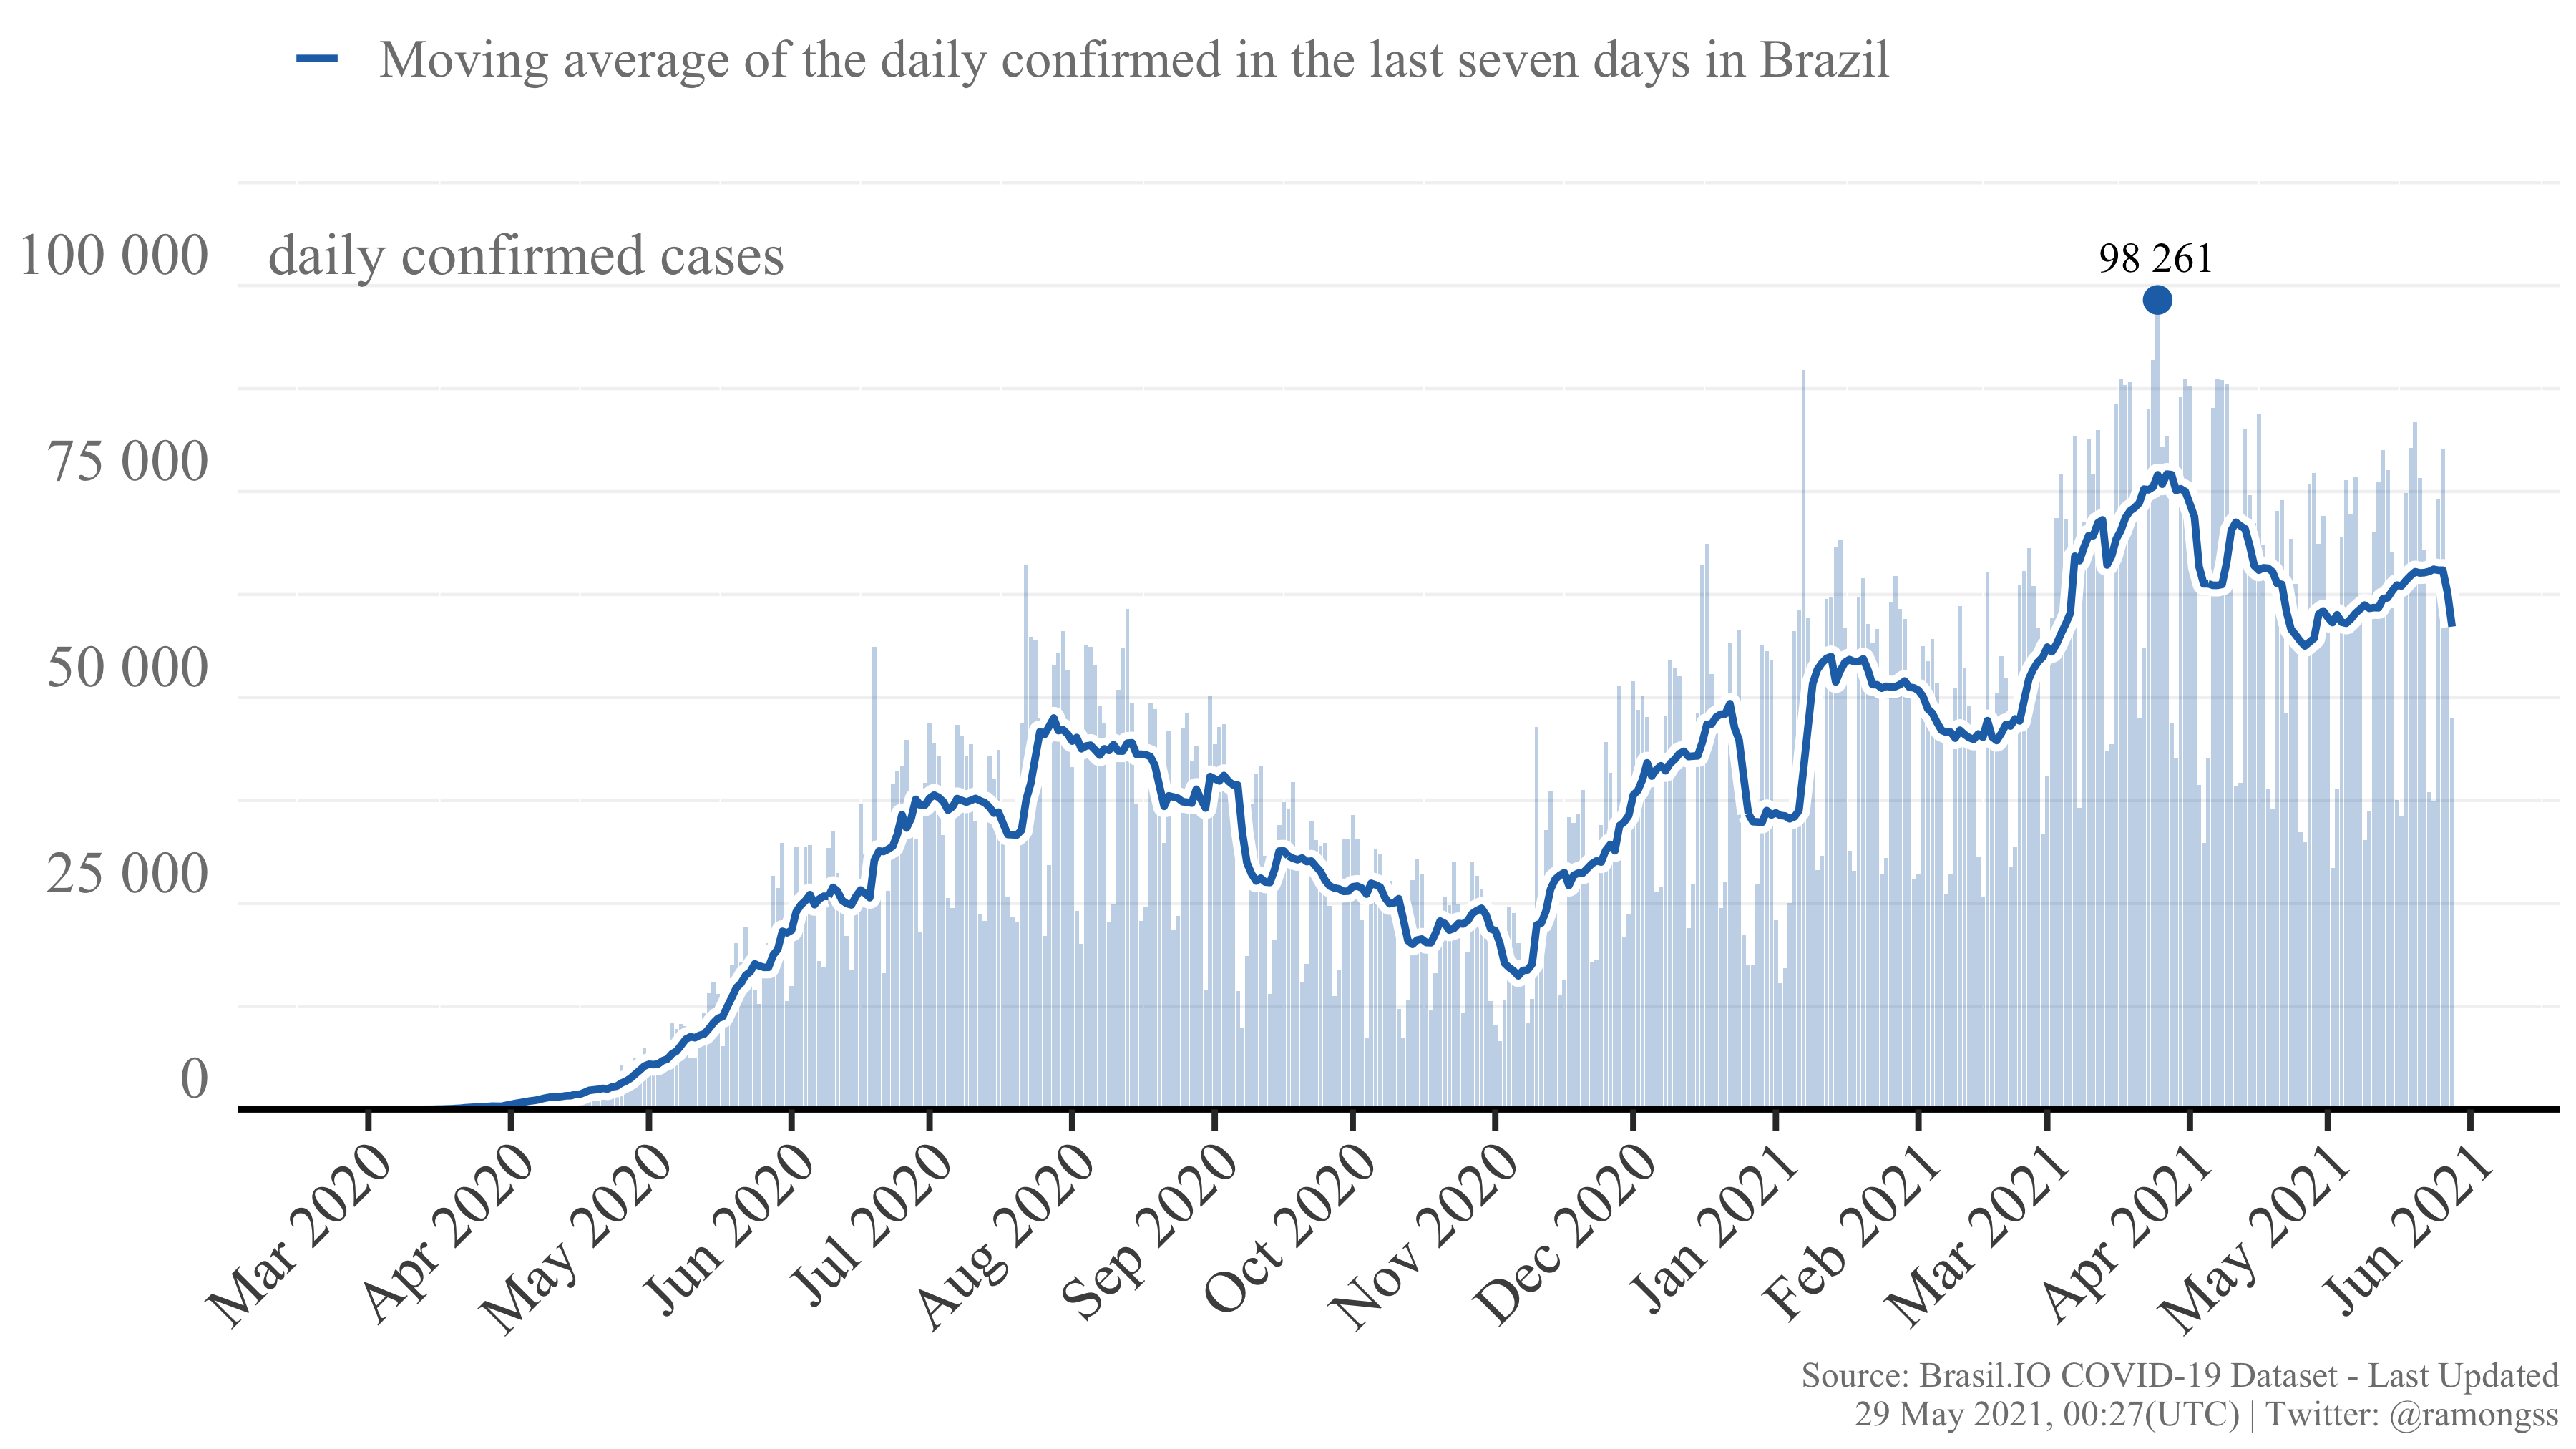 Moving average of the daily confirmed in the last seven days in Brazil
100 000
daily confirmed cases
98 261
75 000
50 000
25 000
0
Mar 2020
Apr 2020
May 2020
Jun 2020
Jul 2020
Aug 2020
Sep 2020
Oct 2020
Nov 2020
Dec 2020
Jan 2021
Feb 2021
Mar 2021
Apr 2021
May 2021
Jun 2021
Source: Brasil.IO COVID-19 Dataset - Last Updated
29 May 2021, 00:27(UTC) | Twitter: @ramongss